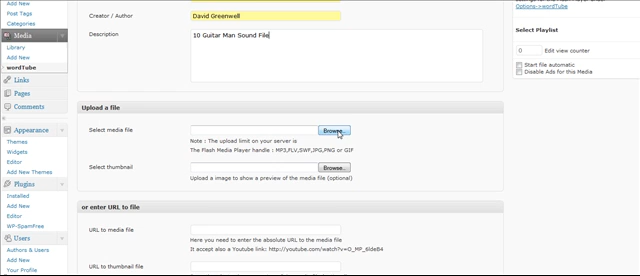 Post Tags
Categories
Media
Library
Add New
wordTube
Links
Pages
Comments
Appearance
Themes
Widgets
Editor
Add New Themes
Plugins
Installed
Add New
Editor
WP-SpamFree
Users
Authors & Users
Add New
Your Profile
Creator / Author
David Greenwell
Description
10 Guitar Man Sound File
Upload a file
Select media file
Browse...
Note : The upload limit on your server is
The Flash Media Player handle : MP3,FLV,SWF,JPG,PNG or GIF
Select thumbnail
Browse...
Upload a image to show a preview of the media file (optional)
or enter URL to file
URL to media file
Here you need to enter the absolute URL to the media file
It accept also a Youtube link: http://youtube.com/watch?v=O_MP_6ldeB4
URL to thumbnail file
Options->wordTube
Select Playlist
0 Edit view counter
Start file automatic
Disable Ads for this Media